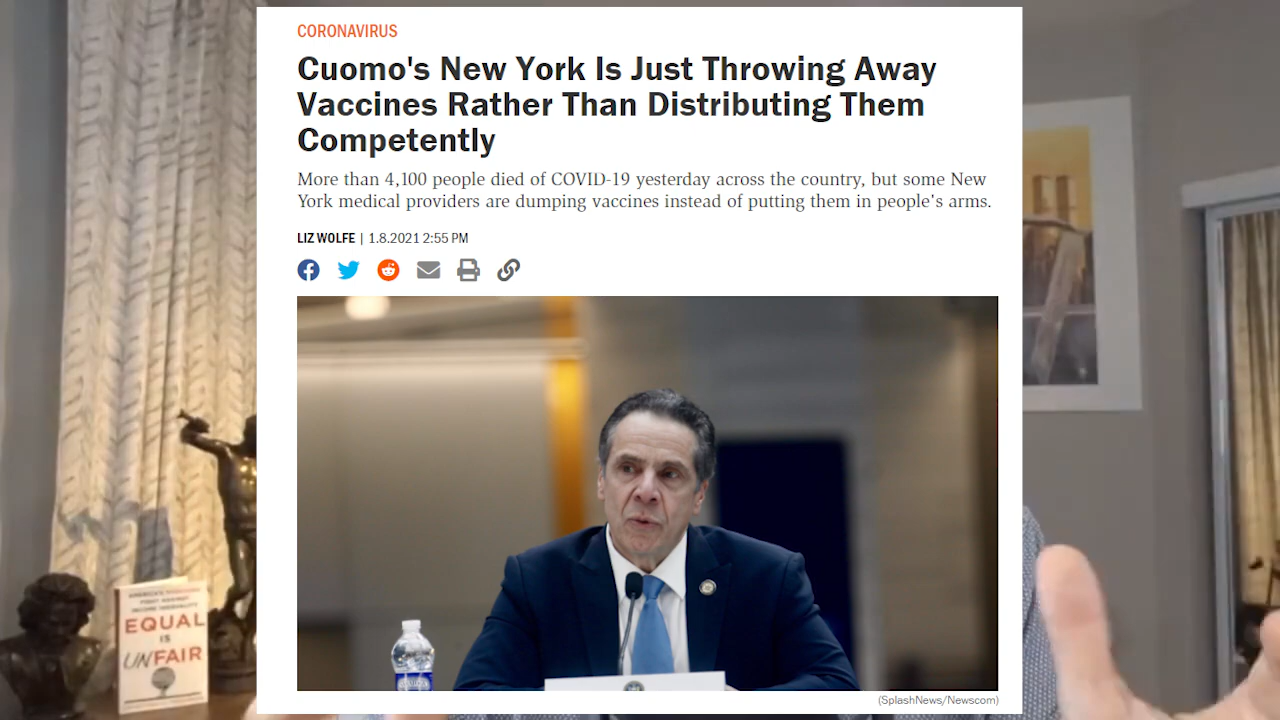 CORONAVIRUS
Cuomo's New York Is Just Throwing Away
Vaccines Rather Than Distributing Them
Competently
More than 4,100 people died of COVID-19 yesterday across the country, but some New
York medical providers are dumping vaccines instead of putting them in people's arms.
LIZ WOLFE | 1.8.2021 2:55 PM
(SplashNews/Newscom)
EQUAL
IS
UNFAIR